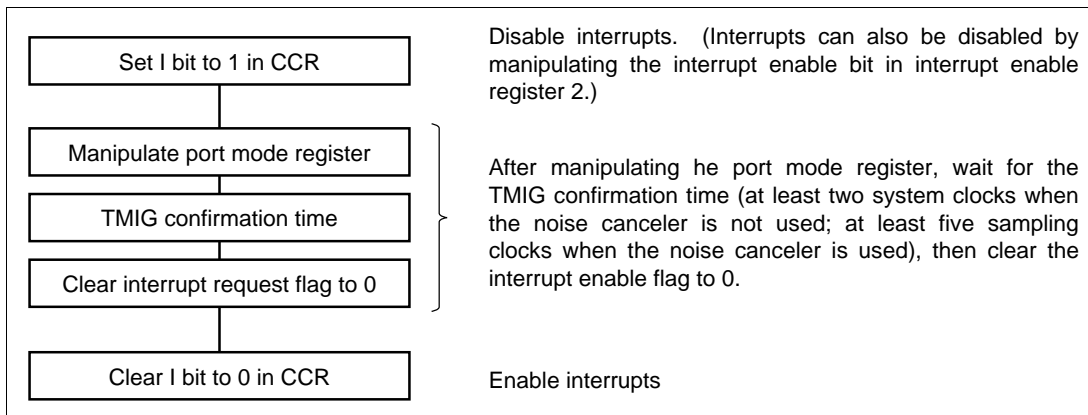 Set I bit to 1 in CCR
Disable interrupts. (Interrupts can also be disabled by
manipulating the interrupt enable bit in interrupt enable
register 2.)
Manipulate port mode register
TMIG confirmation time
Clear interrupt request flag to 0
After manipulating he port mode register, wait for the
TMIG confirmation time (at least two system clocks when
the noise canceler is not used; at least five sampling
clocks when the noise canceler is used), then clear the
interrupt enable flag to 0.
Clear I bit to 0 in CCR
Enable interrupts